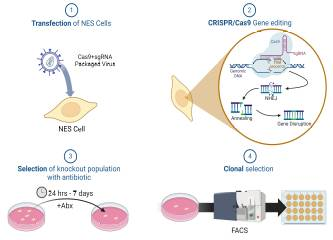 1
Transfection of NES Cells
Cas9+sgRNA
Packaged Virus
NES Cell
2
CRISPR/Cas9 Gene editing
Cas9
sgRNA
Genomic
DNA
NHEJ
Annealing
Gene Disruption
3
Selection of knockout population
with antibiotic
24 hrs - 7 days
+Abx
4
Clonal selection
FACS